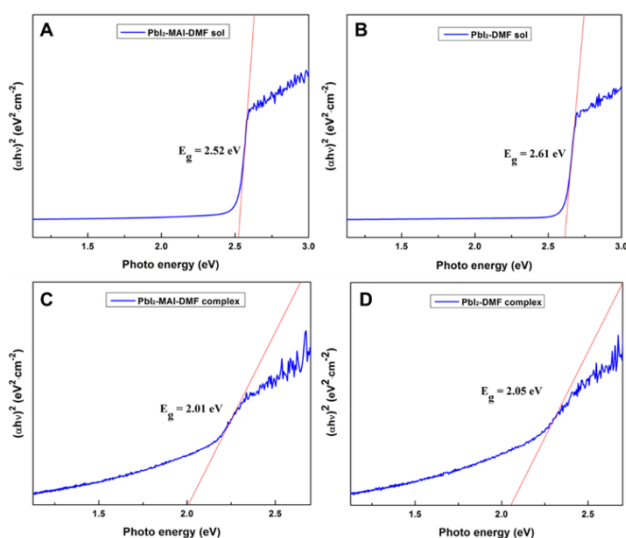 A
PbI₂-MAI-DMF sol
(αhν)² (eV²·cm⁻²)
E_g = 2.52 eV
1.5 2.0 2.5 3.0
Photo energy (eV)
B
PbI₂-DMF sol
(αhν)² (eV²·cm⁻²)
E_g = 2.61 eV
1.5 2.0 2.5 3.0
Photo energy (eV)
C
PbI₂-MAI-DMF complex
(αhν)² (eV²·cm⁻²)
E_g = 2.01 eV
1.5 2.0 2.5
Photo energy (eV)
D
PbI₂-DMF complex
(αhν)² (eV²·cm⁻²)
E_g = 2.05 eV
1.5 2.0 2.5
Photo energy (eV)